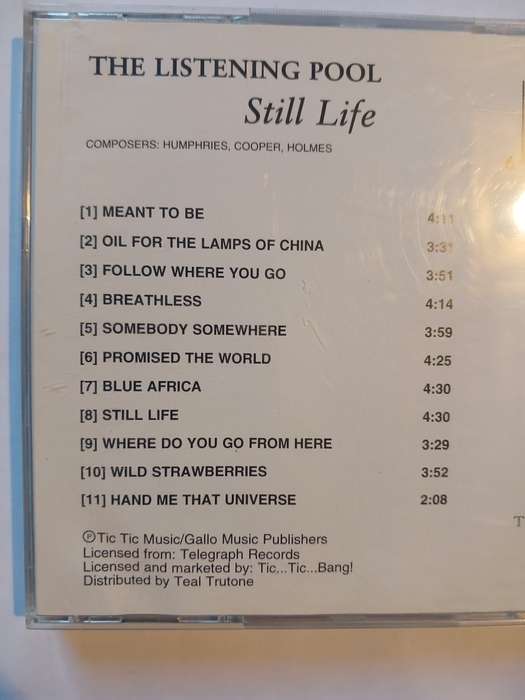 THE LISTENING POOL
Still Life
COMPOSERS: HUMPHRIES, COOPER, HOLMES
[1] MEANT TO BE 4:11
[2] OIL FOR THE LAMPS OF CHINA 3:31
[3] FOLLOW WHERE YOU GO 3:51
[4] BREATHLESS 4:14
[5] SOMEBODY SOMEWHERE 3:59
[6] PROMISED THE WORLD 4:25
[7] BLUE AFRICA 4:30
[8] STILL LIFE 4:30
[9] WHERE DO YOU GO FROM HERE 3:29
[10] WILD STRAWBERRIES 3:52
[11] HAND ME THAT UNIVERSE 2:08
ⓅTic Tic Music/Gallo Music Publishers
Licensed from: Telegraph Records
Licensed and marketed by: Tic...Tic...Bang!
Distributed by Teal Trutone